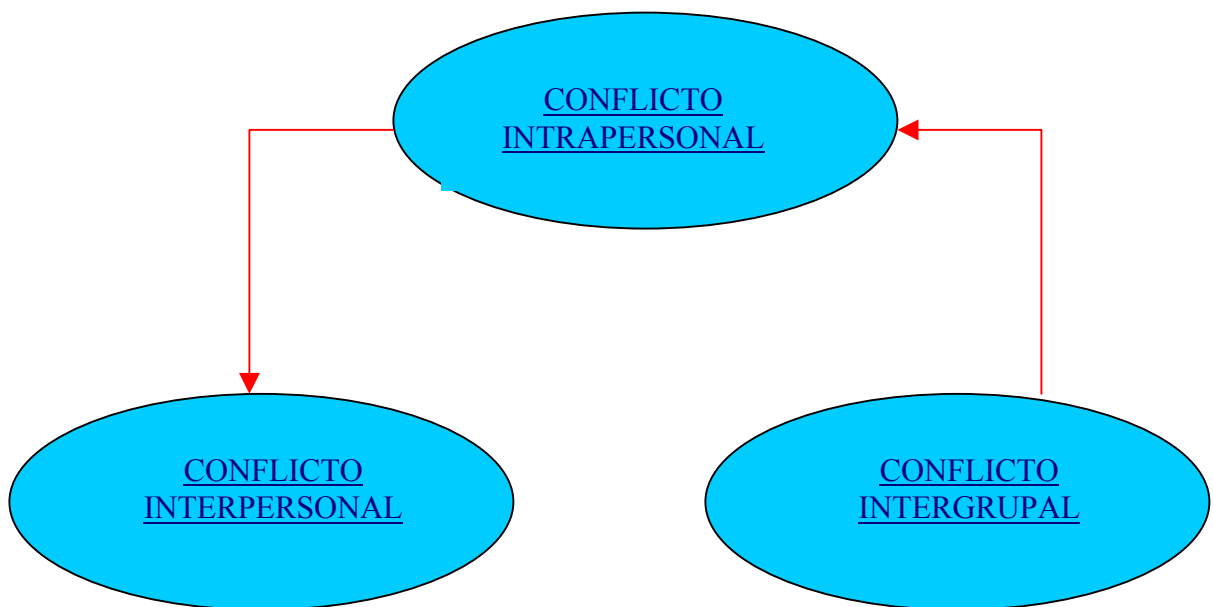 CONFLICTO
INTRAPERSONAL
CONFLICTO
INTERPERSONAL
CONFLICTO
INTERGRUPAL